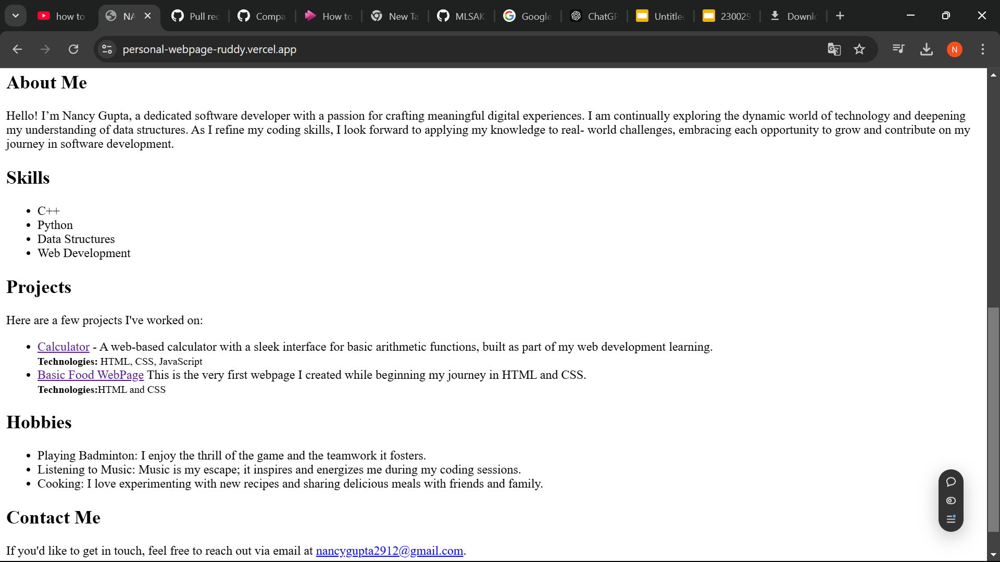 how to
NA
Pull rec
Compa
How to
New Ta
MLSAK
Google
ChatGP
Untitle
230029
Downlo
personal-webpage-ruddy.vercel.app
N
About Me
Hello! I’m Nancy Gupta, a dedicated software developer with a passion for crafting meaningful digital experiences. I am continually exploring the dynamic world of technology and deepening
my understanding of data structures. As I refine my coding skills, I look forward to applying my knowledge to real- world challenges, embracing each opportunity to grow and contribute on my
journey in software development.
Skills
• C++
• Python
• Data Structures
• Web Development
Projects
Here are a few projects I've worked on:
• Calculator - A web-based calculator with a sleek interface for basic arithmetic functions, built as part of my web development learning.
Technologies: HTML, CSS, JavaScript
• Basic Food WebPage This is the very first webpage I created while beginning my journey in HTML and CSS.
Technologies:HTML and CSS
Hobbies
• Playing Badminton: I enjoy the thrill of the game and the teamwork it fosters.
• Listening to Music: Music is my escape; it inspires and energizes me during my coding sessions.
• Cooking: I love experimenting with new recipes and sharing delicious meals with friends and family.
Contact Me
If you'd like to get in touch, feel free to reach out via email at nancygupta2912@gmail.com.